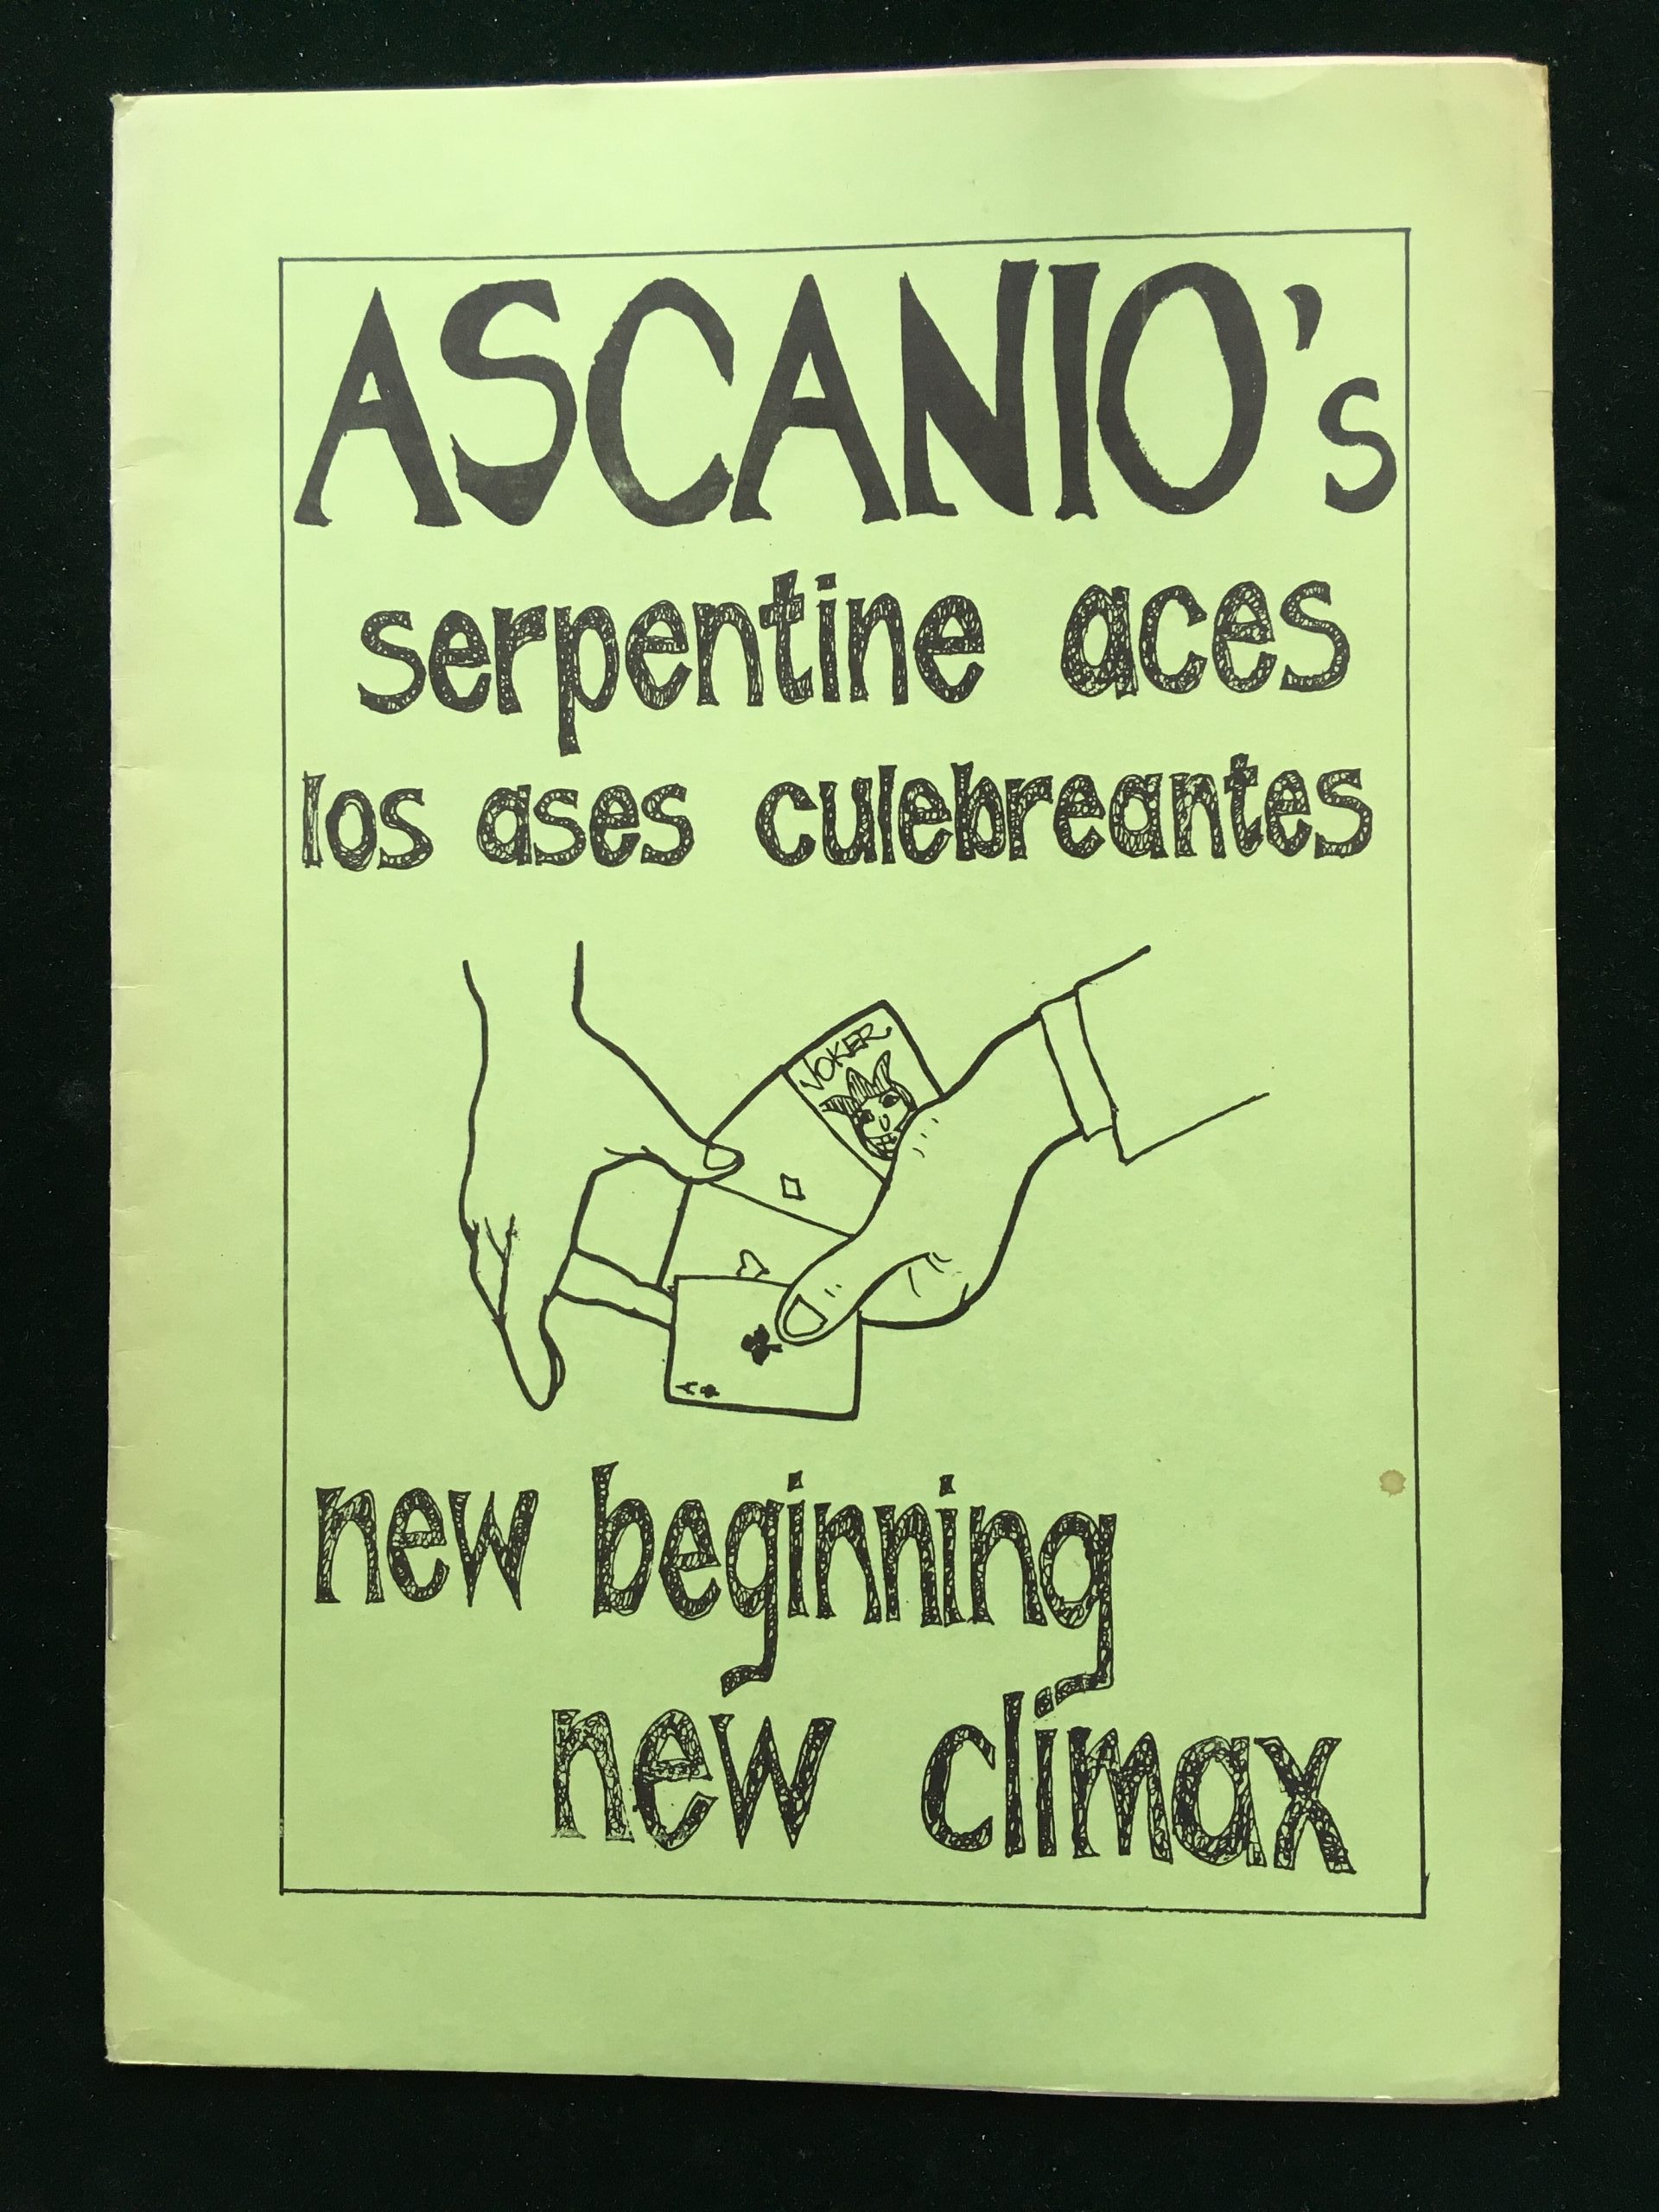 ASCANIO's
serpentine aces
los ases culebreantes
JOKER
A
new beginning
new climax